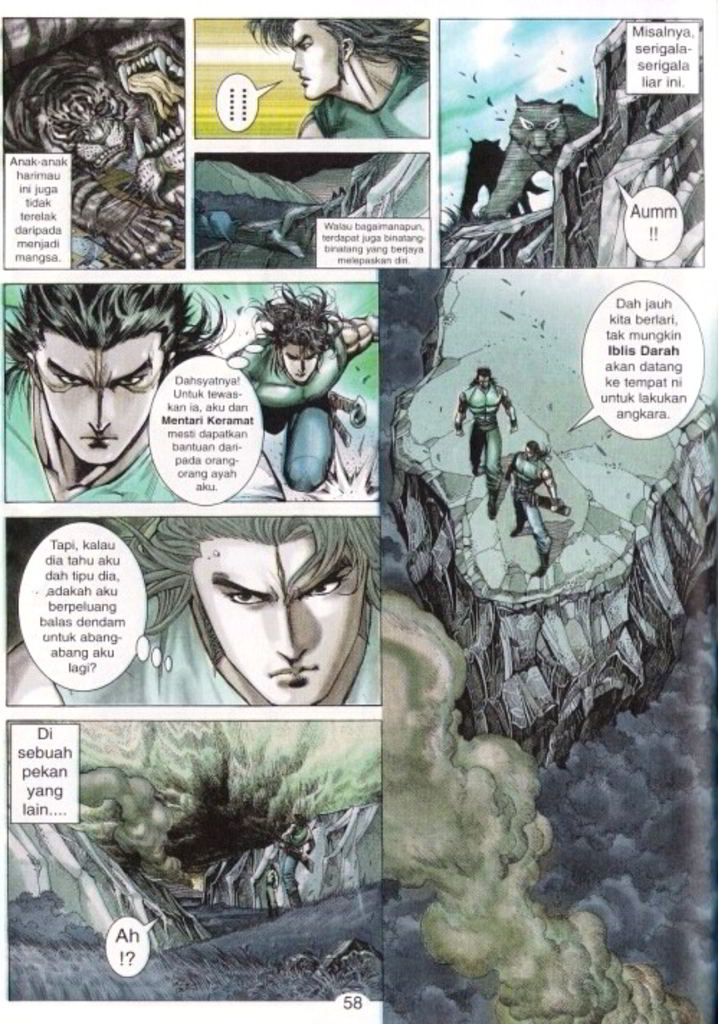 Anak-anak
harimau
ini juga
tidak
terelak
daripada
menjadi
mangsa.
Walau bagaimanapun,
terdapat juga binatang-
binatang yang berjaya
melepaskan diri.
Misalnya,
serigala-
serigala
liar ini.
Aumm
!!
Dahsyatnya!
Untuk tewas-
kan ia, aku dan
Mentari Keramat
mesti dapatkan
bantuan dari-
pada orang-
orang ayah
aku.
Dah jauh
kita berlari,
tak mungkin
Iblis Darah
akan datang
ke tempat ni
untuk lakukan
angkara.
Tapi, kalau
dia tahu aku
dah tipu dia,
adakah aku
berpeluang
balas dendam
untuk abang-
abang aku
lagi?
Di
sebuah
pekan
yang
lain....
Ah
!?
58